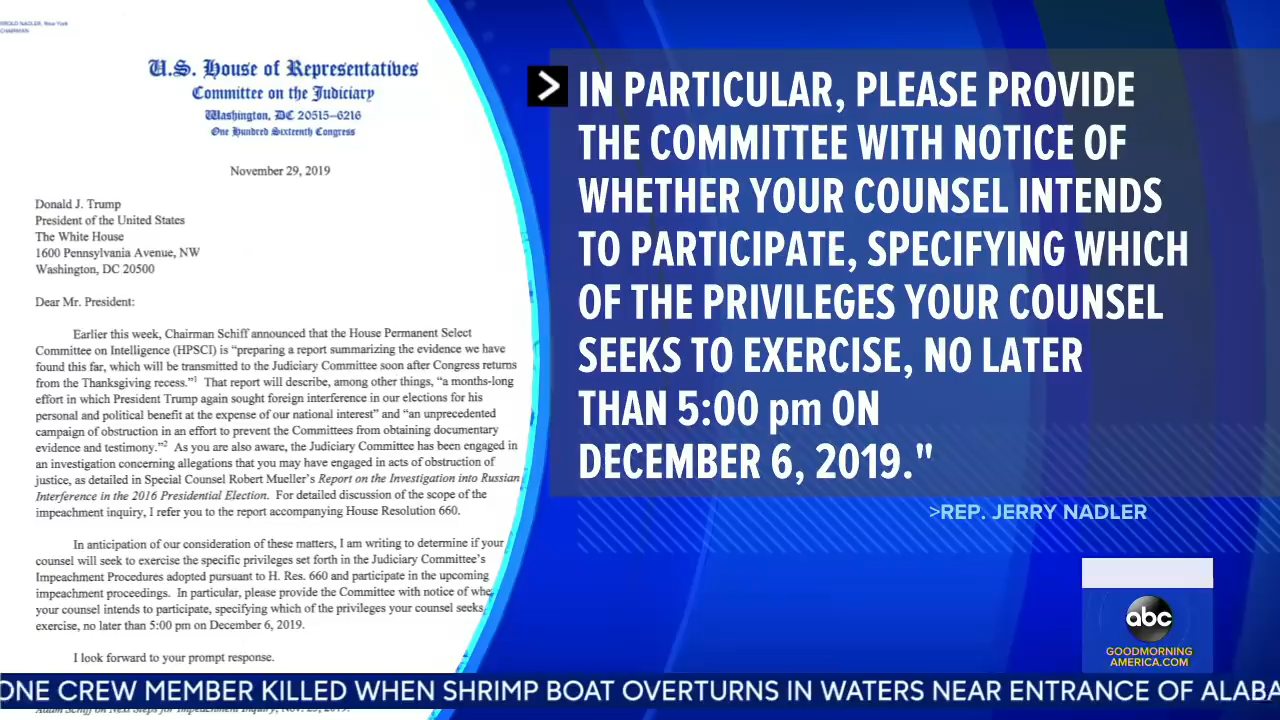 JERROLD NADLER, New York
CHAIRMAN
U.S. House of Representatives
Committee on the Judiciary
Washington, DC 20515–6216
One Hundred Sixteenth Congress
November 29, 2019
Donald J. Trump
President of the United States
The White House
1600 Pennsylvania Avenue, NW
Washington, DC 20500
Dear Mr. President:
Earlier this week, Chairman Schiff announced that the House Permanent Select
Committee on Intelligence (HPSCI) is “preparing a report summarizing the evidence we have
found this far, which will be transmitted to the Judiciary Committee soon after Congress returns
from the Thanksgiving recess.”1 That report will describe, among other things, “a months-long
effort in which President Trump again sought foreign interference in our elections for his
personal and political benefit at the expense of our national interest” and “an unprecedented
campaign of obstruction in an effort to prevent the Committees from obtaining documentary
evidence and testimony.”2 As you are also aware, the Judiciary Committee has been engaged in
an investigation concerning allegations that you may have engaged in acts of obstruction of
justice, as detailed in Special Counsel Robert Mueller's Report on the Investigation into Russian
Interference in the 2016 Presidential Election. For detailed discussion of the scope of the
impeachment inquiry, I refer you to the report accompanying House Resolution 660.
In anticipation of our consideration of these matters, I am writing to determine if your
counsel will seek to exercise the specific privileges set forth in the Judiciary Committee's
Impeachment Procedures adopted pursuant to H. Res. 660 and participate in the upcoming
impeachment proceedings. In particular, please provide the Committee with notice of whe
your counsel intends to participate, specifying which of the privileges your counsel seeks
exercise, no later than 5:00 pm on December 6, 2019.
I look forward to your prompt response.
> IN PARTICULAR, PLEASE PROVIDE
THE COMMITTEE WITH NOTICE OF
WHETHER YOUR COUNSEL INTENDS
TO PARTICIPATE, SPECIFYING WHICH
OF THE PRIVILEGES YOUR COUNSEL
SEEKS TO EXERCISE, NO LATER
THAN 5:00 pm ON
DECEMBER 6, 2019."
>REP. JERRY NADLER
abc
GOODMORNING
AMERICA.COM
ONE CREW MEMBER KILLED WHEN SHRIMP BOAT OVERTURNS IN WATERS NEAR ENTRANCE OF ALABA